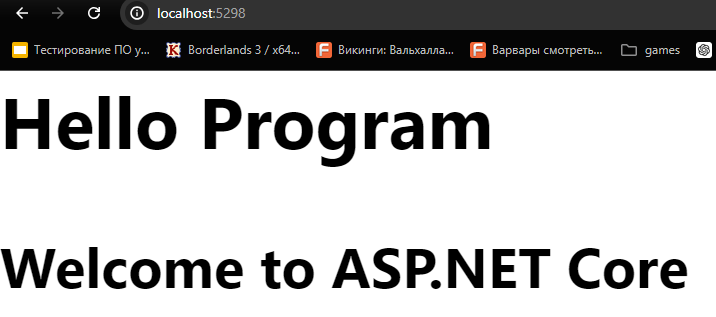 localhost:5298
Тестирование ПО у...
Borderlands 3 / x64...
Викинги: Вальхалла...
Варвары смотреть...
games
Hello Program
Welcome to ASP.NET Core